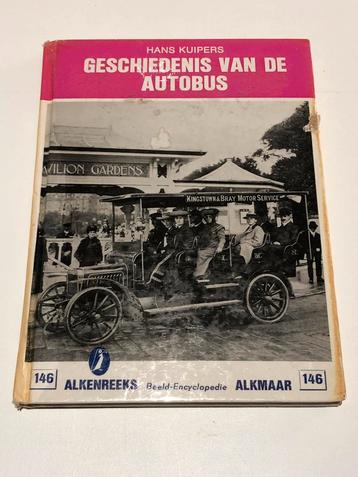 HANS KUIPERS
GESCHIEDENIS VAN DE
AUTOBUS
VILION GARDENS
KINGSTOWN & BRAY MOTOR SERVICE
146 ALKENREEKS Beeld-Encyclopedie ALKMAAR 146